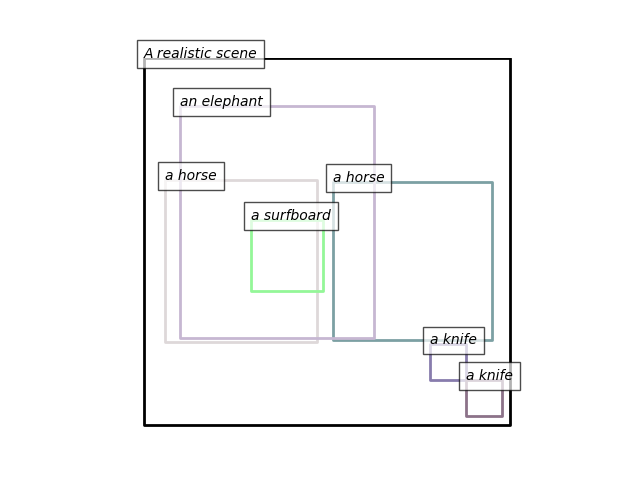 A realistic scene
an elephant
a horse
a horse
a surfboard
a knife
a knife